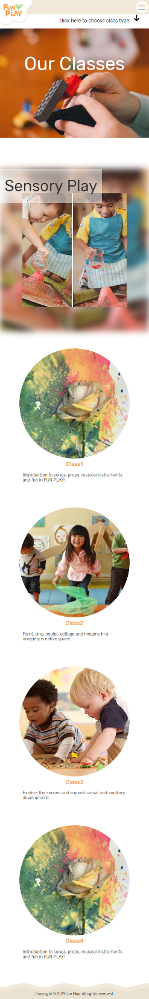 FUN
PLAY
click here to choose class type
Our Classes
Sensory Play
Class1
Introduction to songs, props, musical instruments
and fun in FUN PLAY!
Class2
Paint, sing, sculpt, collage and imagine in a
uniquely creative space.
Class3
Explore the senses and support visual and auditory
development.
Class4
Introduction to songs, props, musical instruments
and fun in FUN PLAY!
Copyright © 2019Fun Play. All rights reserved